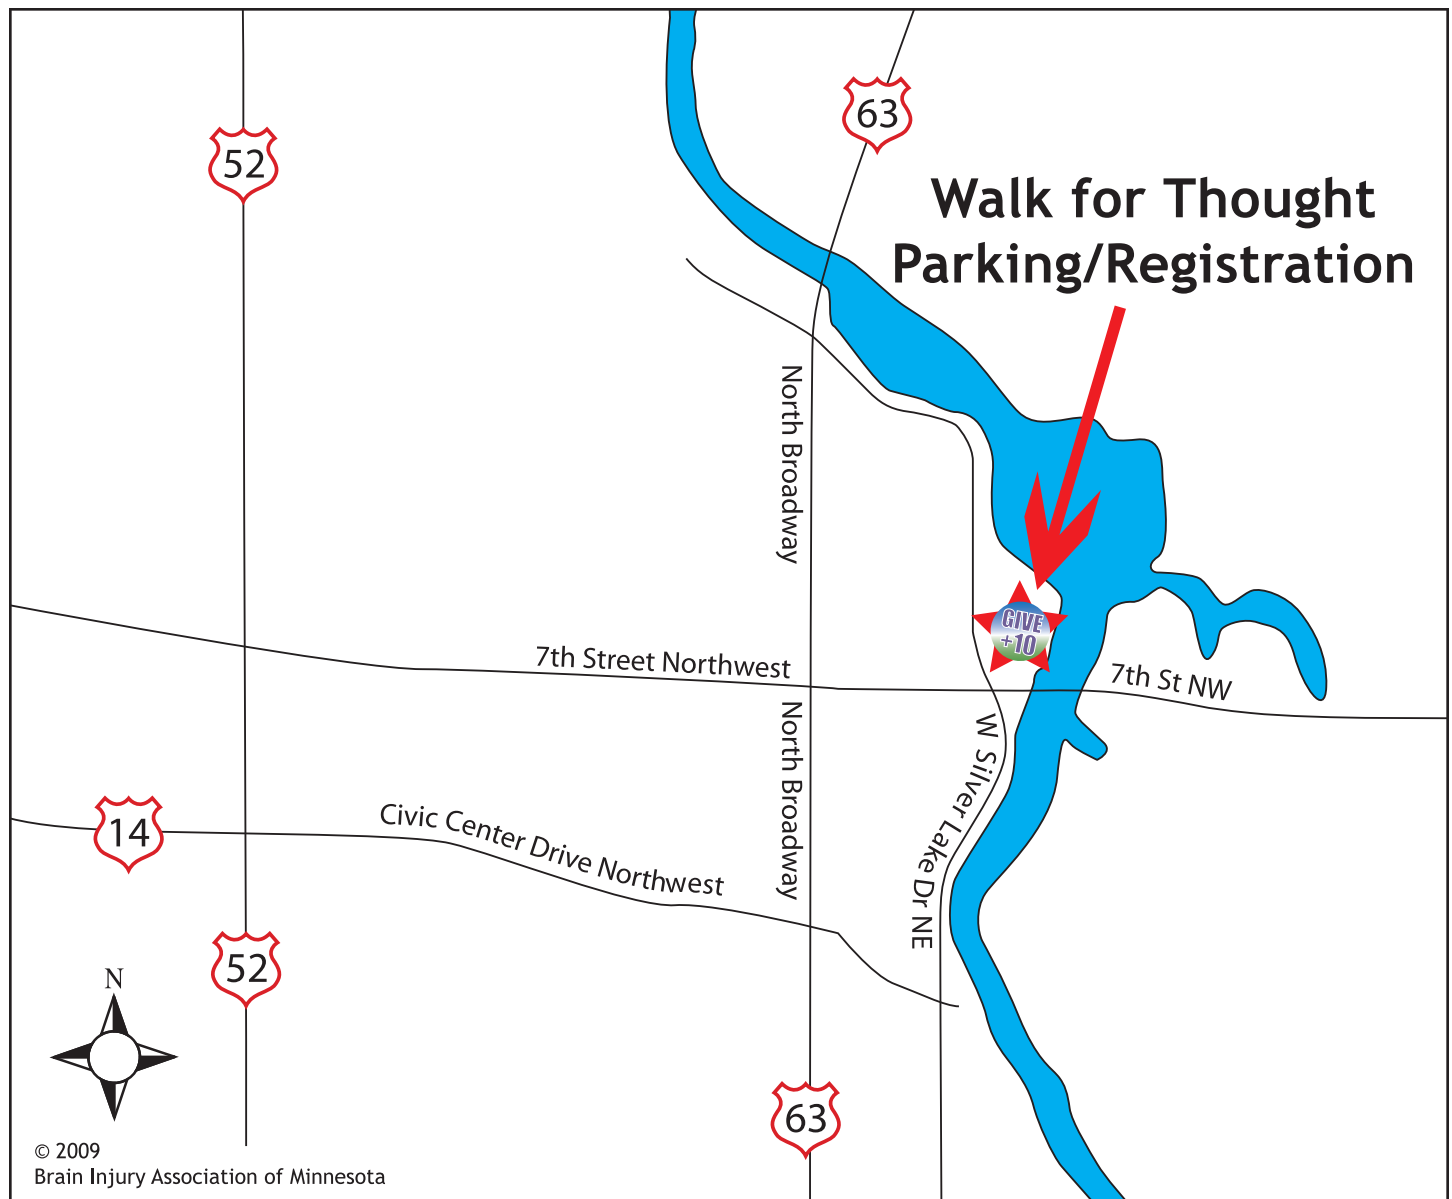 63
52
Walk for Thought
Parking/Registration
North Broadway
GIVE
+10
7th Street Northwest
7th St NW
North Broadway
W Silver Lake Dr NE
14
Civic Center Drive Northwest
52
N
63
© 2009
Brain Injury Association of Minnesota